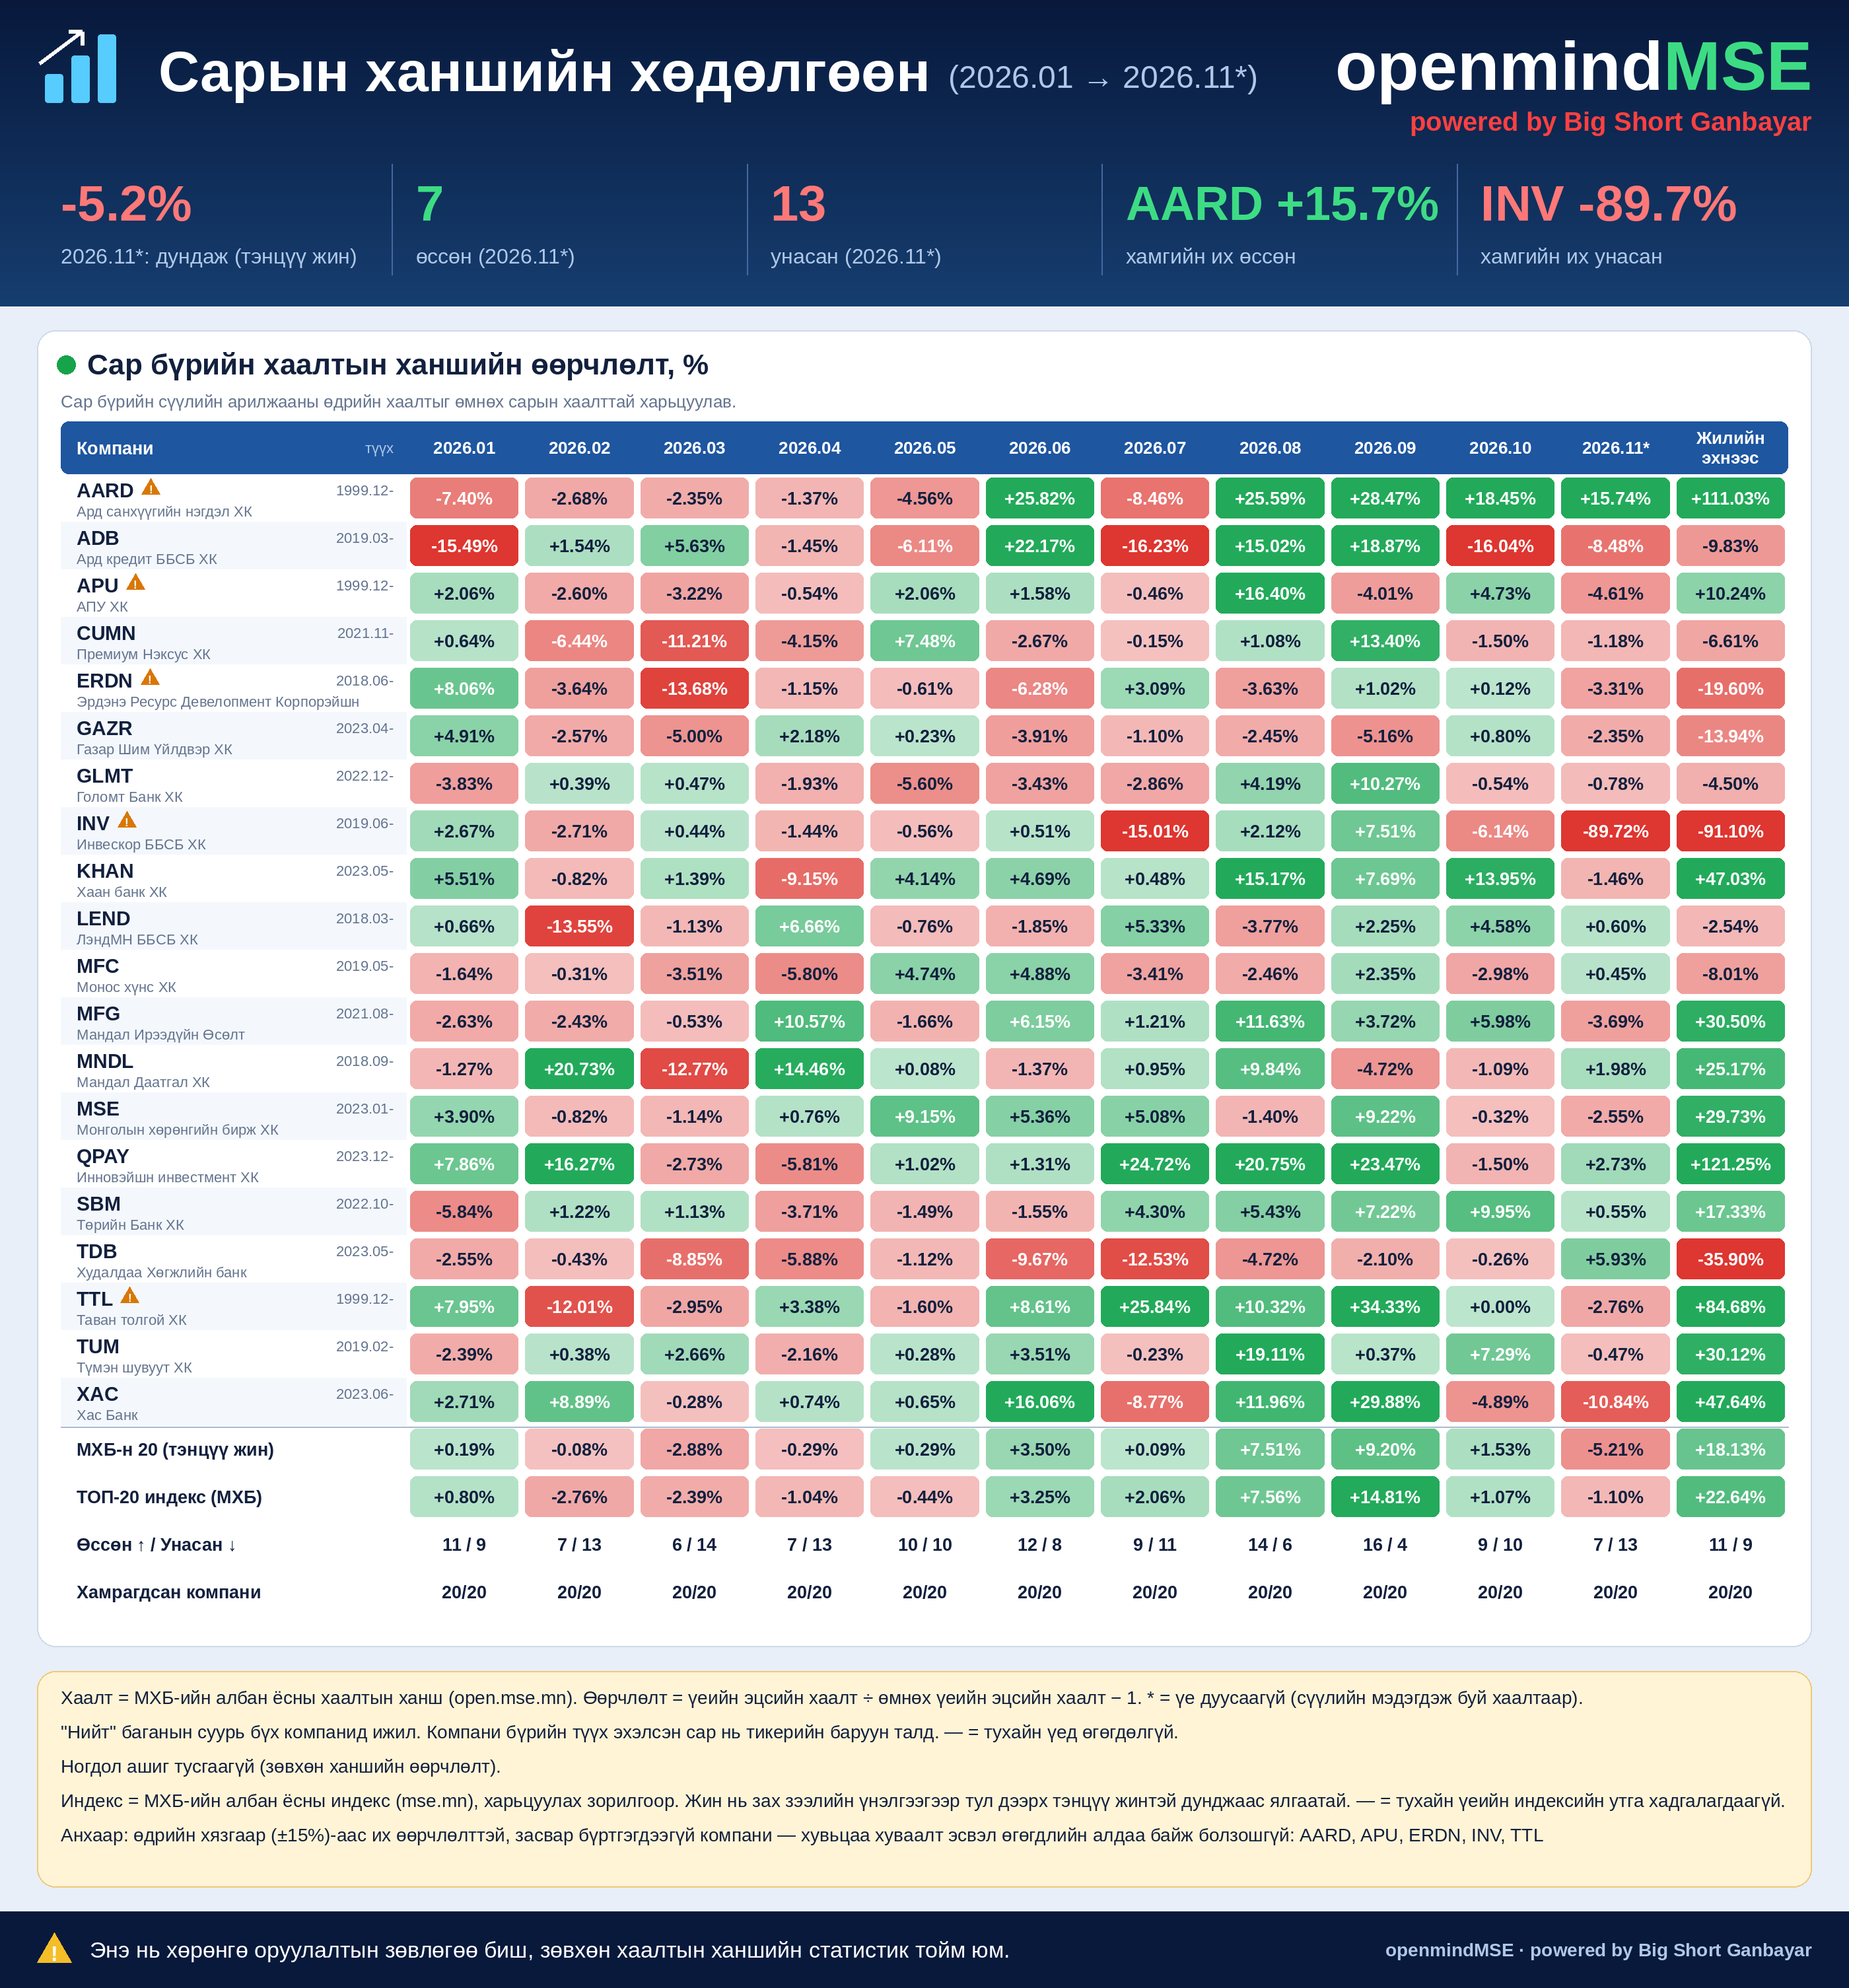 Сарын ханшийн хөдөлгөөн (2026.01 → 2026.11*)
openmindMSE
powered by Big Short Ganbayar
-5.2%
2026.11*: дундаж (тэнцүү жин)
7
өссөн (2026.11*)
13
унасан (2026.11*)
AARD +15.7%
хамгийн их өссөн
INV -89.7%
хамгийн их унасан
Сар бүрийн хаалтын ханшийн өөрчлөлт, %
Сар бүрийн сүүлийн арилжааны өдрийн хаалтыг өмнөх сарын хаалттай харьцуулав.
Компани түүх 2026.01 2026.02 2026.03 2026.04 2026.05 2026.06 2026.07 2026.08 2026.09 2026.10 2026.11* Жилийн эхнээс
AARD 1999.12- -7.40% -2.68% -2.35% -1.37% -4.56% +25.82% -8.46% +25.59% +28.47% +18.45% +15.74% +111.03%
Ард санхүүгийн нэгдэл ХК
ADB 2019.03- -15.49% +1.54% +5.63% -1.45% -6.11% +22.17% -16.23% +15.02% +18.87% -16.04% -8.48% -9.83%
Ард кредит ББСБ ХК
APU 1999.12- +2.06% -2.60% -3.22% -0.54% +2.06% +1.58% -0.46% +16.40% -4.01% +4.73% -4.61% +10.24%
АПУ ХК
CUMN 2021.11- +0.64% -6.44% -11.21% -4.15% +7.48% -2.67% -0.15% +1.08% +13.40% -1.50% -1.18% -6.61%
Премиум Нэксус ХК
ERDN 2018.06- +8.06% -3.64% -13.68% -1.15% -0.61% -6.28% +3.09% -3.63% +1.02% +0.12% -3.31% -19.60%
Эрдэнэ Ресурс Девелопмент Корпорэйшн
GAZR 2023.04- +4.91% -2.57% -5.00% +2.18% +0.23% -3.91% -1.10% -2.45% -5.16% +0.80% -2.35% -13.94%
Газар Шим Үйлдвэр ХК
GLMT 2022.12- -3.83% +0.39% +0.47% -1.93% -5.60% -3.43% -2.86% +4.19% +10.27% -0.54% -0.78% -4.50%
Голомт Банк ХК
INV 2019.06- +2.67% -2.71% +0.44% -1.44% -0.56% +0.51% -15.01% +2.12% +7.51% -6.14% -89.72% -91.10%
Инвескор ББСБ ХК
KHAN 2023.05- +5.51% -0.82% +1.39% -9.15% +4.14% +4.69% +0.48% +15.17% +7.69% +13.95% -1.46% +47.03%
Хаан банк ХК
LEND 2018.03- +0.66% -13.55% -1.13% +6.66% -0.76% -1.85% +5.33% -3.77% +2.25% +4.58% +0.60% -2.54%
ЛэндМН ББСБ ХК
MFC 2019.05- -1.64% -0.31% -3.51% -5.80% +4.74% +4.88% -3.41% -2.46% +2.35% -2.98% +0.45% -8.01%
Монос хүнс ХК
MFG 2021.08- -2.63% -2.43% -0.53% +10.57% -1.66% +6.15% +1.21% +11.63% +3.72% +5.98% -3.69% +30.50%
Мандал Ирээдүйн Өсөлт
MNDL 2018.09- -1.27% +20.73% -12.77% +14.46% +0.08% -1.37% +0.95% +9.84% -4.72% -1.09% +1.98% +25.17%
Мандал Даатгал ХК
MSE 2023.01- +3.90% -0.82% -1.14% +0.76% +9.15% +5.36% +5.08% -1.40% +9.22% -0.32% -2.55% +29.73%
Монголын хөрөнгийн бирж ХК
QPAY 2023.12- +7.86% +16.27% -2.73% -5.81% +1.02% +1.31% +24.72% +20.75% +23.47% -1.50% +2.73% +121.25%
Инновэйшн инвестмент ХК
SBM 2022.10- -5.84% +1.22% +1.13% -3.71% -1.49% -1.55% +4.30% +5.43% +7.22% +9.95% +0.55% +17.33%
Төрийн Банк ХК
TDB 2023.05- -2.55% -0.43% -8.85% -5.88% -1.12% -9.67% -12.53% -4.72% -2.10% -0.26% +5.93% -35.90%
Худалдаа Хөгжлийн банк
TTL 1999.12- +7.95% -12.01% -2.95% +3.38% -1.60% +8.61% +25.84% +10.32% +34.33% +0.00% -2.76% +84.68%
Таван толгой ХК
TUM 2019.02- -2.39% +0.38% +2.66% -2.16% +0.28% +3.51% -0.23% +19.11% +0.37% +7.29% -0.47% +30.12%
Түмэн шувуут ХК
XAC 2023.06- +2.71% +8.89% -0.28% +0.74% +0.65% +16.06% -8.77% +11.96% +29.88% -4.89% -10.84% +47.64%
Хас Банк
МХБ-н 20 (тэнцүү жин) +0.19% -0.08% -2.88% -0.29% +0.29% +3.50% +0.09% +7.51% +9.20% +1.53% -5.21% +18.13%
ТОП-20 индекс (МХБ) +0.80% -2.76% -2.39% -1.04% -0.44% +3.25% +2.06% +7.56% +14.81% +1.07% -1.10% +22.64%
Өссөн ↑ / Унасан ↓ 11 / 9 7 / 13 6 / 14 7 / 13 10 / 10 12 / 8 9 / 11 14 / 6 16 / 4 9 / 10 7 / 13 11 / 9
Хамрагдсан компани 20/20 20/20 20/20 20/20 20/20 20/20 20/20 20/20 20/20 20/20 20/20 20/20
Хаалт = МХБ-ийн албан ёсны хаалтын ханш (open.mse.mn). Өөрчлөлт = үеийн эцсийн хаалт ÷ өмнөх үеийн эцсийн хаалт − 1. * = үе дуусаагүй (сүүлийн мэдэгдэж буй хаалтаар).
"Нийт" баганын суурь бүх компанид ижил. Компани бүрийн түүх эхэлсэн сар нь тикерийн баруун талд. — = тухайн үед өгөгдөлгүй.
Ногдол ашиг тусгаагүй (зөвхөн ханшийн өөрчлөлт).
Индекс = МХБ-ийн албан ёсны индекс (mse.mn), харьцуулах зорилгоор. Жин нь зах зээлийн үнэлгээгээр тул дээрх тэнцүү жинтэй дунджаас ялгаатай. — = тухайн үеийн индексийн утга хадгалагдаагүй.
Анхаар: өдрийн хязгаар (±15%)-аас их өөрчлөлттэй, засвар бүртгэгдээгүй компани — хувьцаа хуваалт эсвэл өгөгдлийн алдаа байж болзошгүй: AARD, APU, ERDN, INV, TTL
Энэ нь хөрөнгө оруулалтын зөвлөгөө биш, зөвхөн хаалтын ханшийн статистик тойм юм.
openmindMSE · powered by Big Short Ganbayar